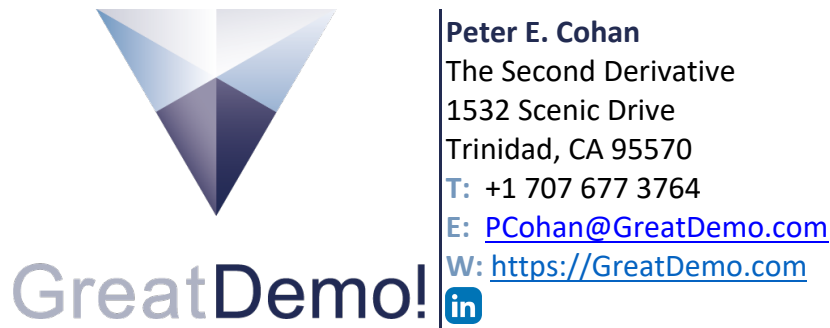 GreatDemo!
Peter E. Cohan
The Second Derivative
1532 Scenic Drive
Trinidad, CA 95570
T: +1 707 677 3764
E: PCohan@GreatDemo.com
W: https://GreatDemo.com
in